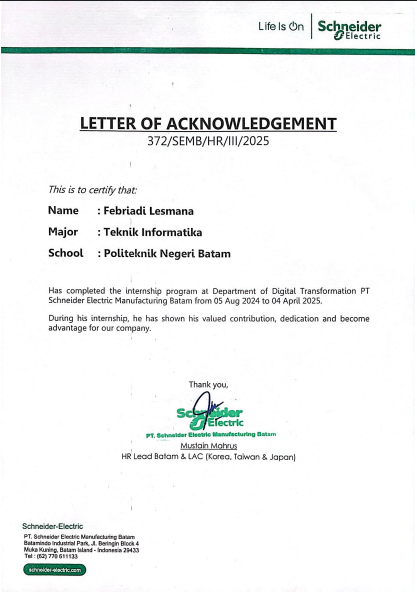 Life Is On
Schneider
Electric
LETTER OF ACKNOWLEDGEMENT
372/SEMB/HR/III/2025
This is to certify that:
Name : Febriadi Lesmana
Major : Teknik Informatika
School : Politeknik Negeri Batam
Has completed the internship program at Department of Digital Transformation PT
Schneider Electric Manufacturing Batam from 05 Aug 2024 to 04 April 2025.
During his internship, he has shown his valued contribution, dedication and become
advantage for our company.
Thank you,
Schneider
Electric
PT. Schneider Electric Manufacturing Batam
Mustain Mahrus
HR Lead Batam & LAC (Korea, Taiwan & Japan)
Schneider-Electric
PT. Schneider Electric Manufacturing Batam
Batamindo Industrial Park, Jl. Beringin Block 4
Muka Kuning, Batam Island - Indonesia 29433
Tel : (62) 770 611133
schneider-electric.com